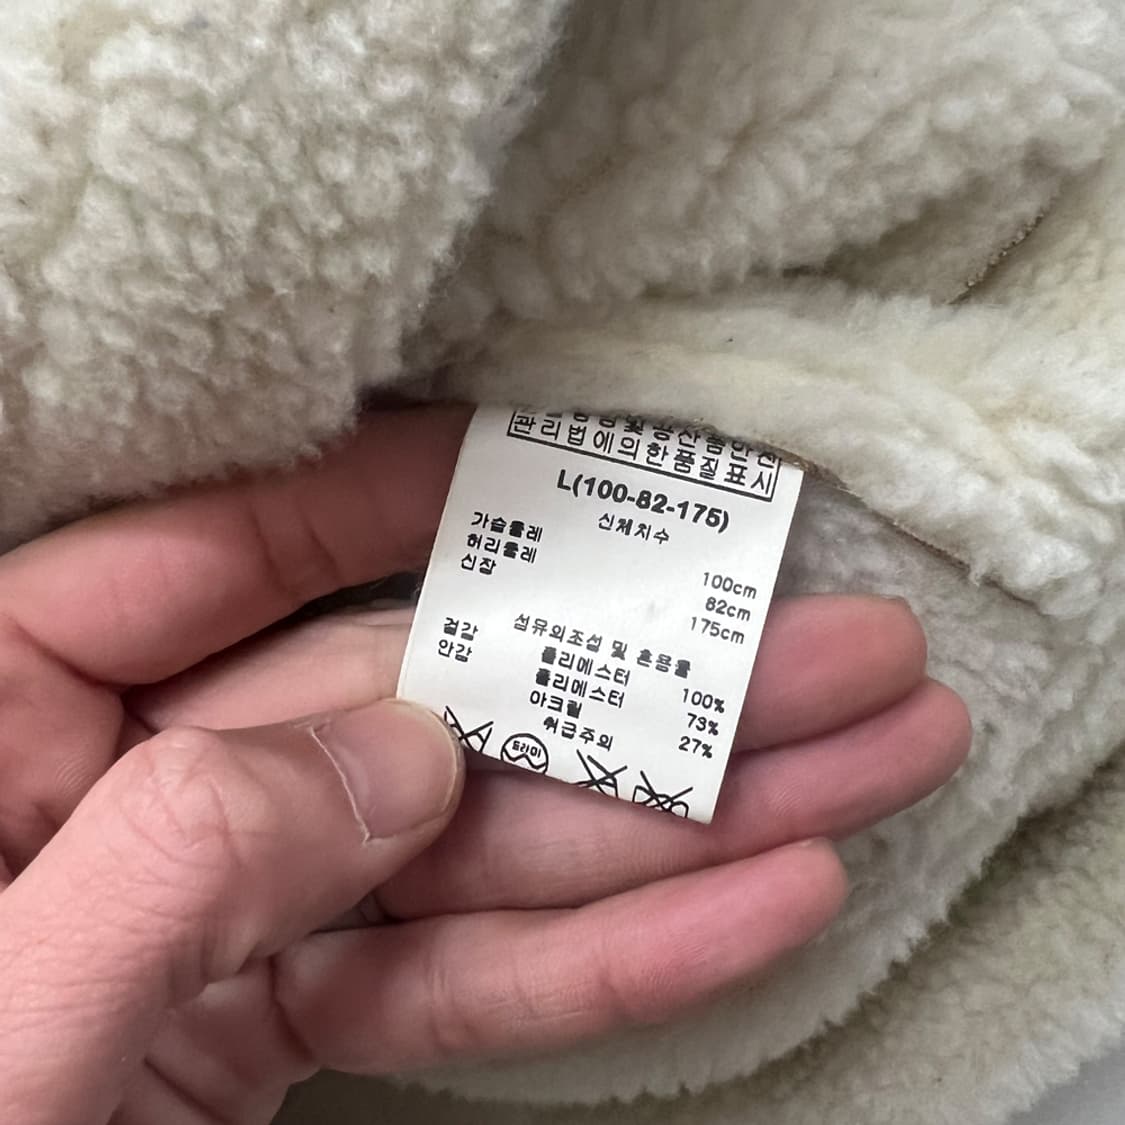 관리법에의한품질표시
L(100-82-175)
신체치수
가슴둘레 100cm
허리둘레 82cm
신장 175cm
섬유의조성 및 혼용률
겉감 폴리에스터 100%
안감 폴리에스터 73%
아크릴 27%
취급주의
드라이